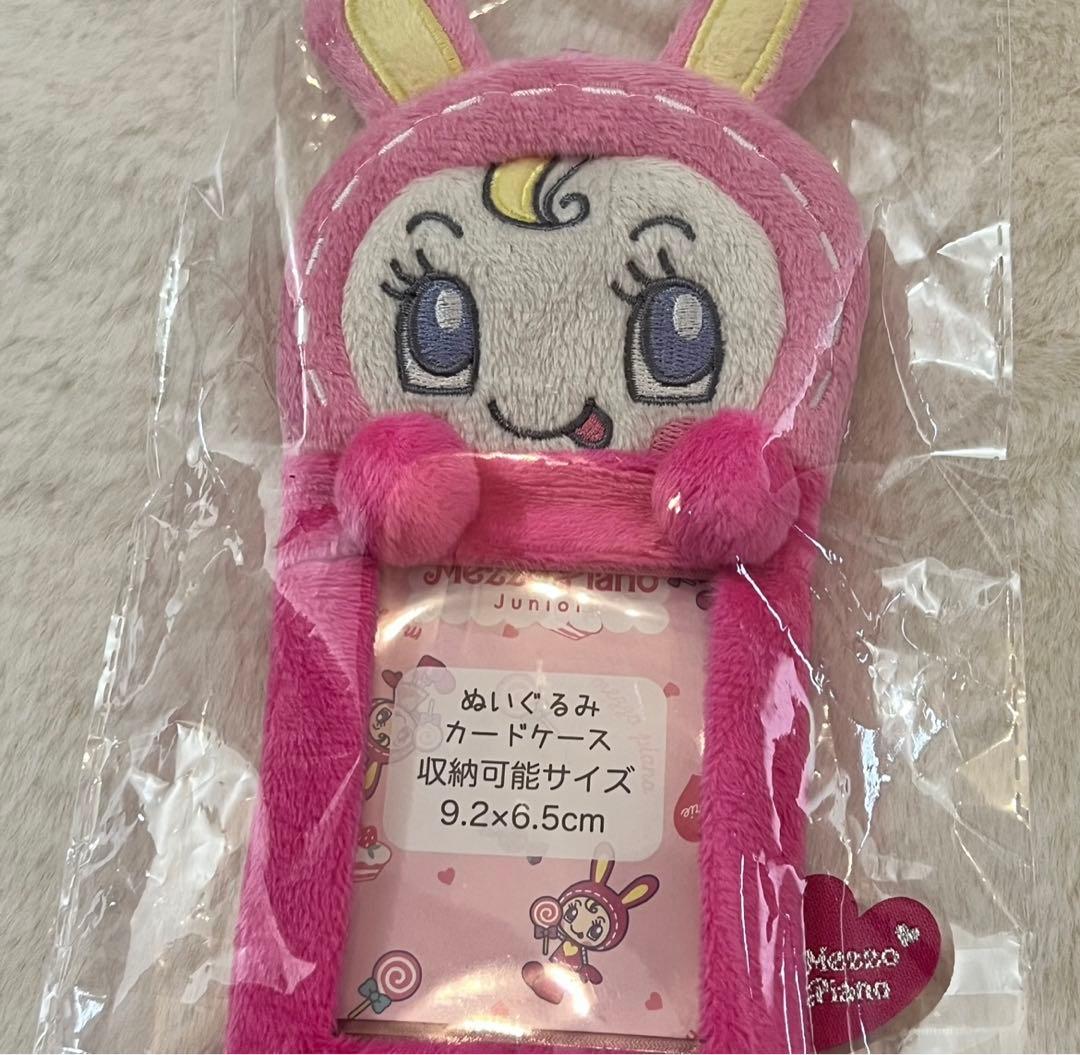 Mezzo Piano
Junior
ぬいぐるみ
カードケース
収納可能サイズ
9.2×6.5cm
piano
Mezzo
Piano